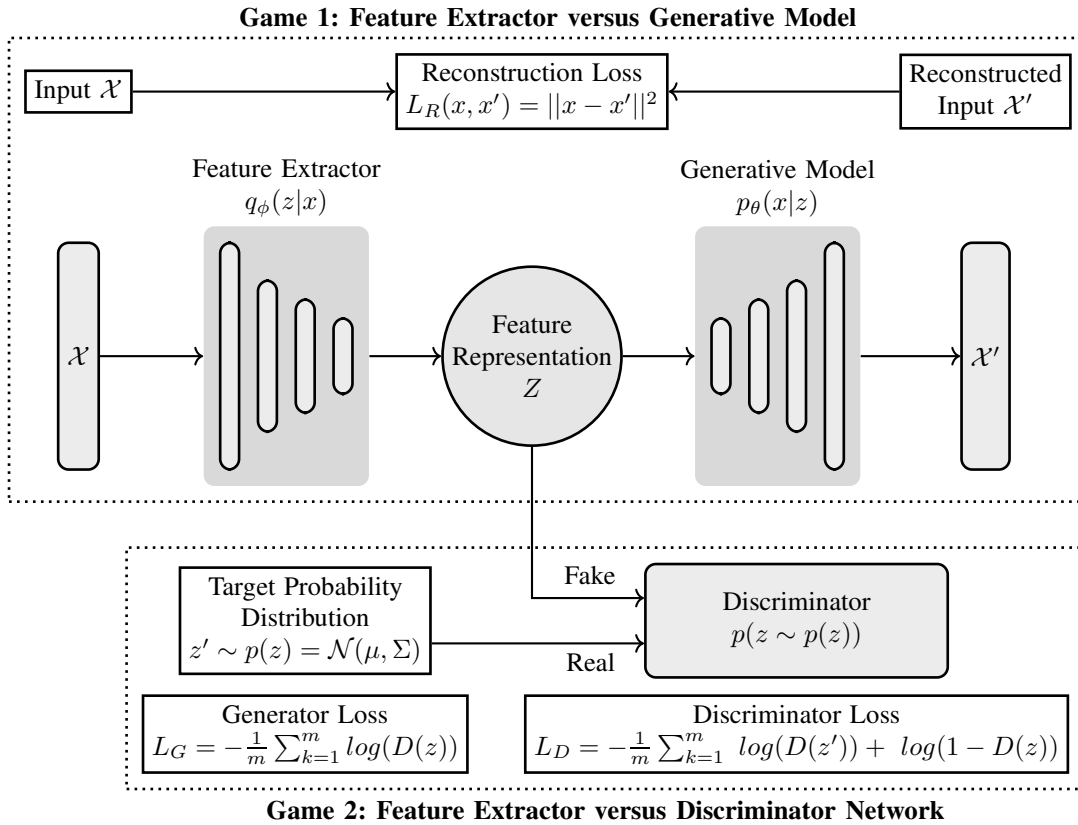 Game 1: Feature Extractor versus Generative Model
Input 𝒳
Reconstruction Loss
L_R(x, x′) = ||x − x′||²
Reconstructed
Input 𝒳′
Feature Extractor
q_ϕ(z|x)
Generative Model
p_θ(x|z)
𝒳
Feature
Representation
Z
𝒳′
Target Probability
Distribution
z′ ∼ p(z) = 𝒩(μ, Σ)
Fake
Real
Discriminator
p(z ∼ p(z))
Generator Loss
L_G = −\frac{1}{m} ∑_{k=1}^{m} log(D(z))
Discriminator Loss
L_D = −\frac{1}{m} ∑_{k=1}^{m} log(D(z′)) + log(1 − D(z))
Game 2: Feature Extractor versus Discriminator Network